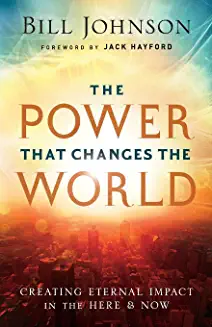 BILL JOHNSON
FOREWORD BY JACK HAYFORD
THE
POWER
THAT CHANGES THE
WORLD
CREATING ETERNAL IMPACT
IN THE HERE & NOW